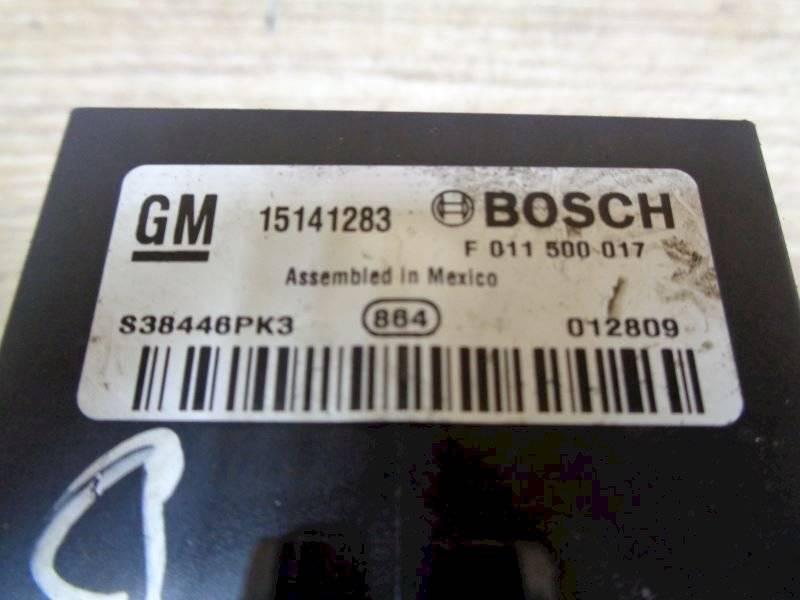 GM 15141283 BOSCH
F 011 500 017
Assembled in Mexico
S38446PK3 864 012809